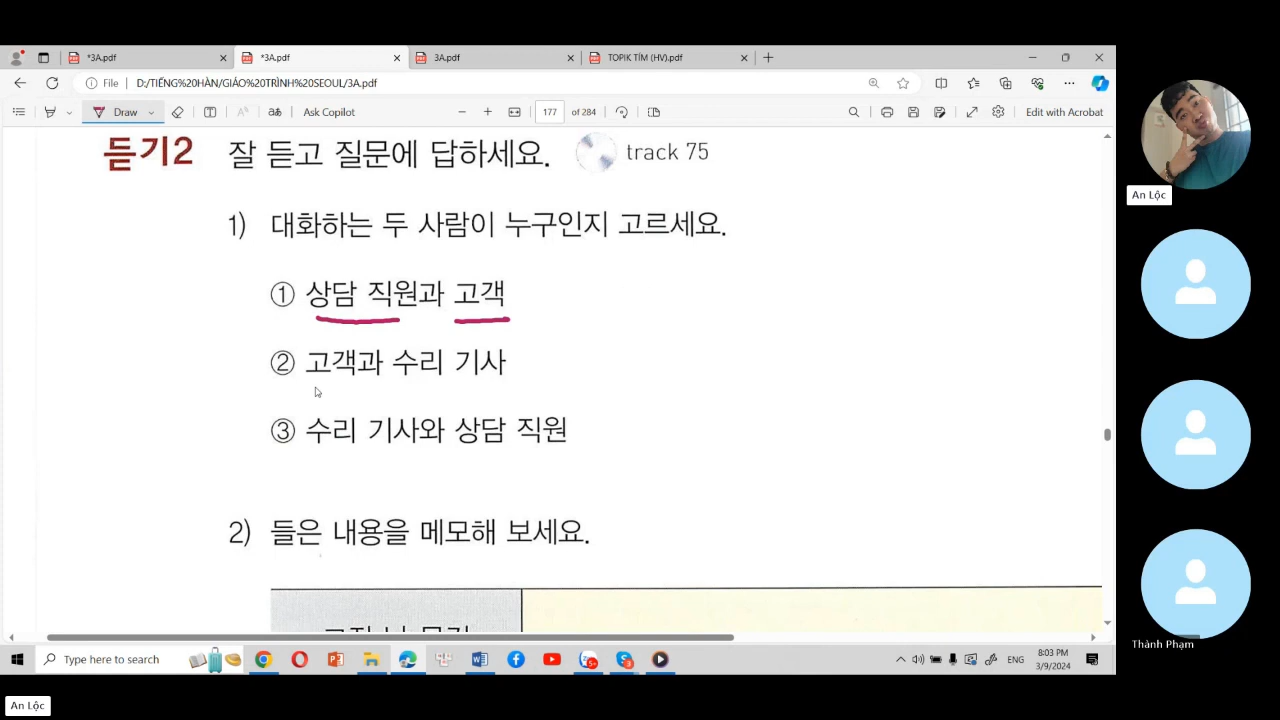 *3A.pdf
*3A.pdf
3A.pdf
TOPIK TÍM (HV).pdf
File
D:/TIẾNG%20HÀN/GIÁO%20TRÌNH%20SEOUL/3A.pdf
Draw
Ask Copilot
177
of 284
Edit with Acrobat
듣기2 잘 듣고 질문에 답하세요. track 75
1) 대화하는 두 사람이 누구인지 고르세요.
① 상담 직원과 고객
② 고객과 수리 기사
③ 수리 기사와 상담 직원
2) 들은 내용을 메모해 보세요.
An Lộc
Thành Phạm
Type here to search
5+
3
ENG
8:03 PM
3/9/2024
An Lộc